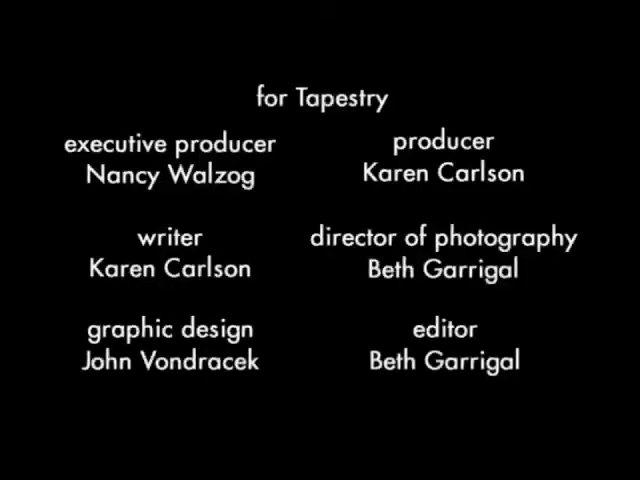 for Tapestry
executive producer
Nancy Walzog
producer
Karen Carlson
writer
Karen Carlson
director of photography
Beth Garrigal
graphic design
John Vondracek
editor
Beth Garrigal